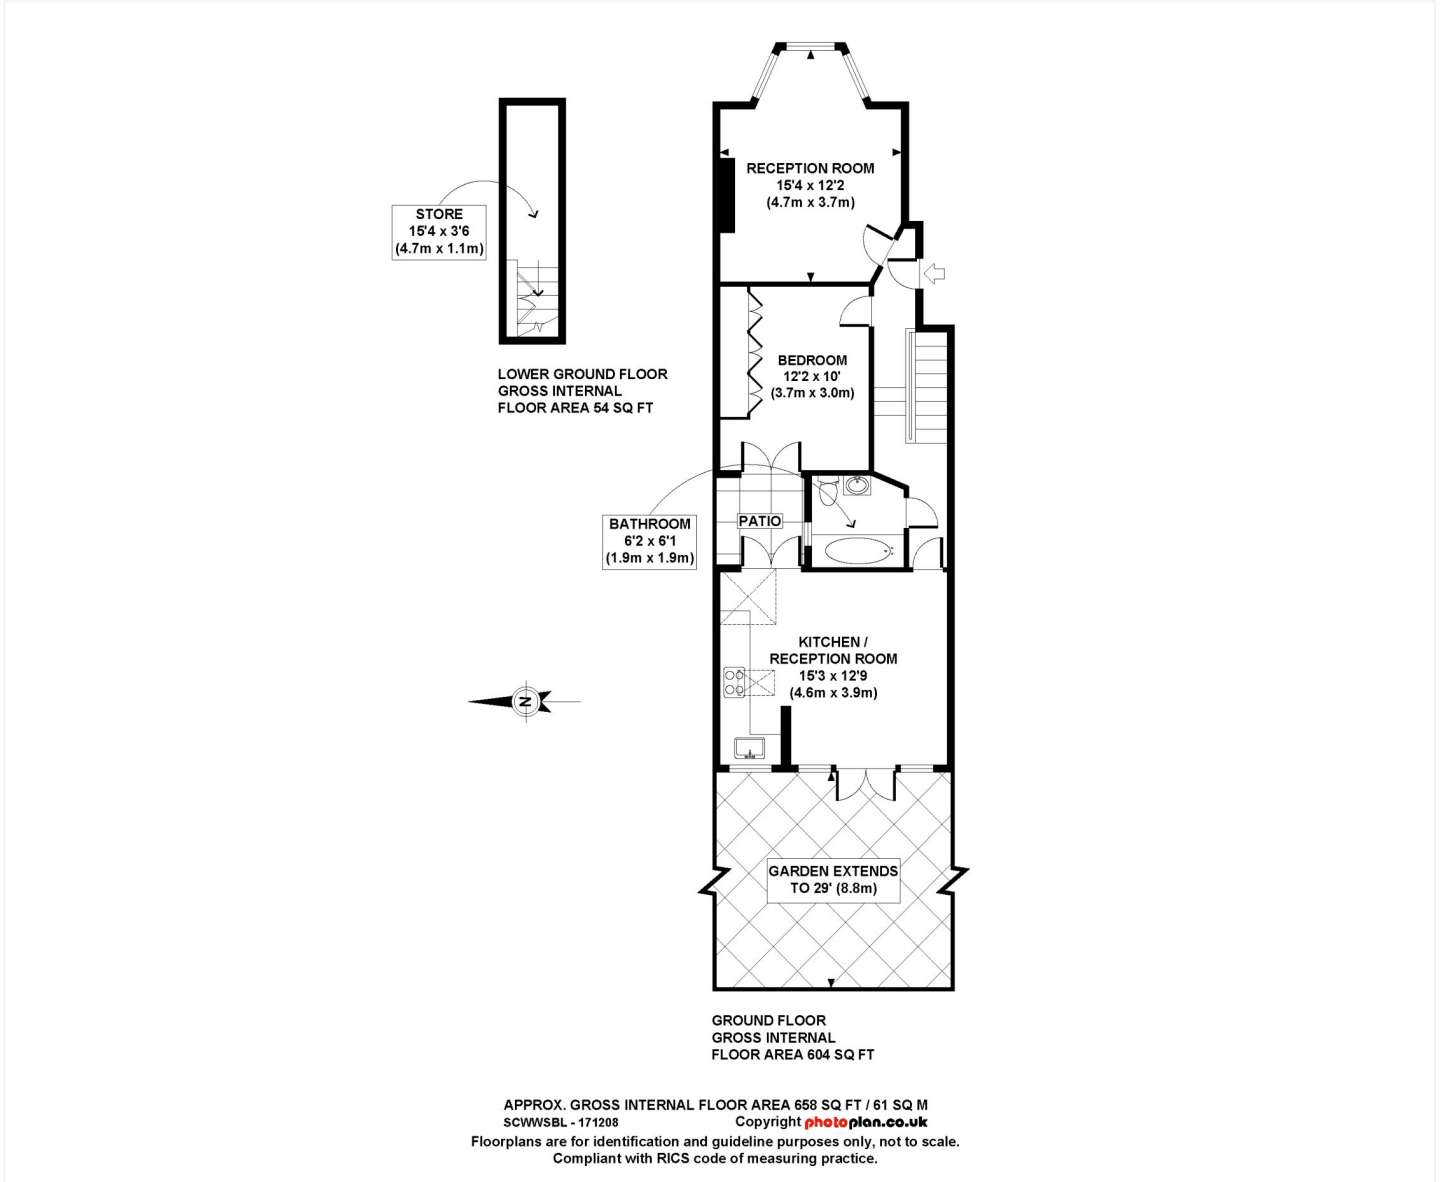 RECEPTION ROOM
15'4 x 12'2
(4.7m x 3.7m)
STORE
15'4 x 3'6
(4.7m x 1.1m)
LOWER GROUND FLOOR
GROSS INTERNAL
FLOOR AREA 54 SQ FT
BEDROOM
12'2 x 10'
(3.7m x 3.0m)
PATIO
BATHROOM
6'2 x 6'1
(1.9m x 1.9m)
KITCHEN /
RECEPTION ROOM
15'3 x 12'9
(4.6m x 3.9m)
N
GARDEN EXTENDS
TO 29' (8.8m)
GROUND FLOOR
GROSS INTERNAL
FLOOR AREA 604 SQ FT
APPROX. GROSS INTERNAL FLOOR AREA 658 SQ FT / 61 SQ M
SCWWSBL - 171208 Copyright photoplan.co.uk
Floorplans are for identification and guideline purposes only, not to scale.
Compliant with RICS code of measuring practice.